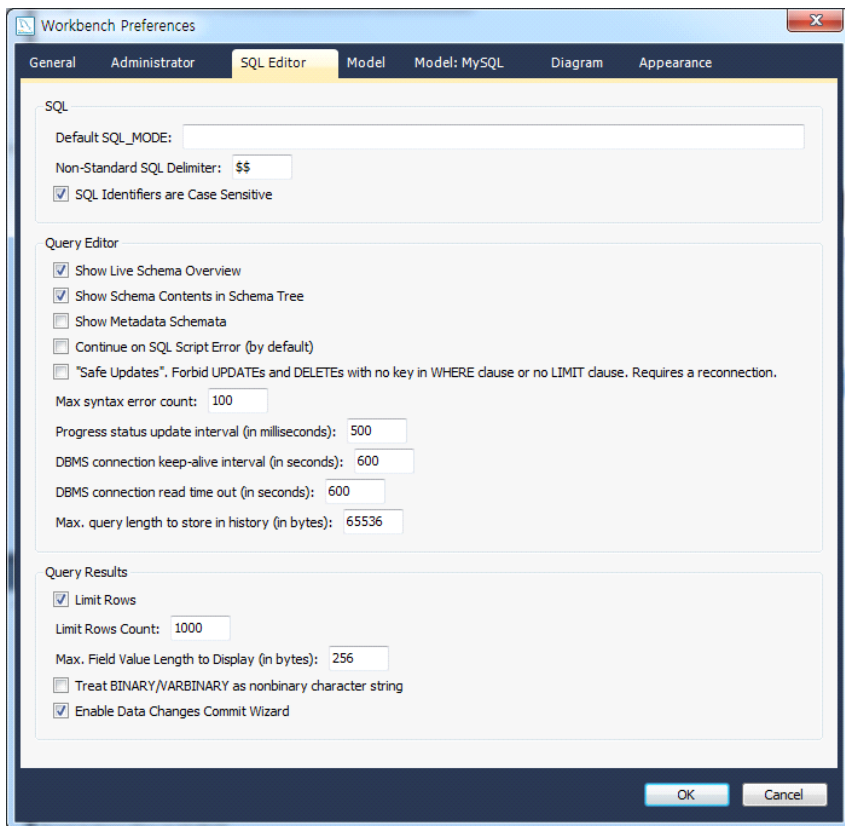 Workbench Preferences
General Administrator SQL Editor Model Model: MySQL Diagram Appearance
SQL
Default SQL_MODE:
Non-Standard SQL Delimiter: $$
SQL Identifiers are Case Sensitive
Query Editor
Show Live Schema Overview
Show Schema Contents in Schema Tree
Show Metadata Schemata
Continue on SQL Script Error (by default)
"Safe Updates". Forbid UPDATEs and DELETEs with no key in WHERE clause or no LIMIT clause. Requires a reconnection.
Max syntax error count: 100
Progress status update interval (in milliseconds): 500
DBMS connection keep-alive interval (in seconds): 600
DBMS connection read time out (in seconds): 600
Max. query length to store in history (in bytes): 65536
Query Results
Limit Rows
Limit Rows Count: 1000
Max. Field Value Length to Display (in bytes): 256
Treat BINARY/VARBINARY as nonbinary character string
Enable Data Changes Commit Wizard
OK Cancel